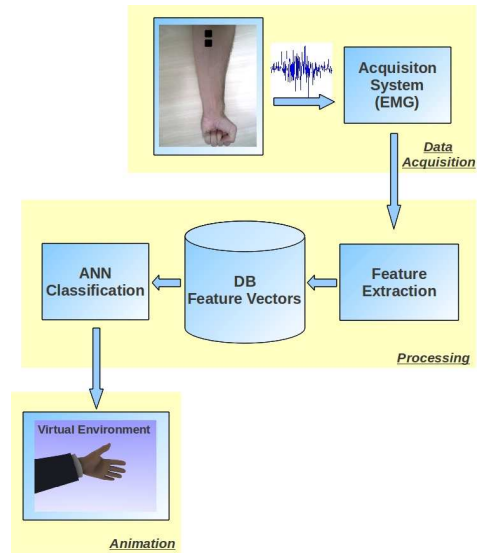 Acquisiton
System
(EMG)
Data
Acquisition
ANN
Classification
DB
Feature Vectors
Feature
Extraction
Processing
Virtual Environment
Animation